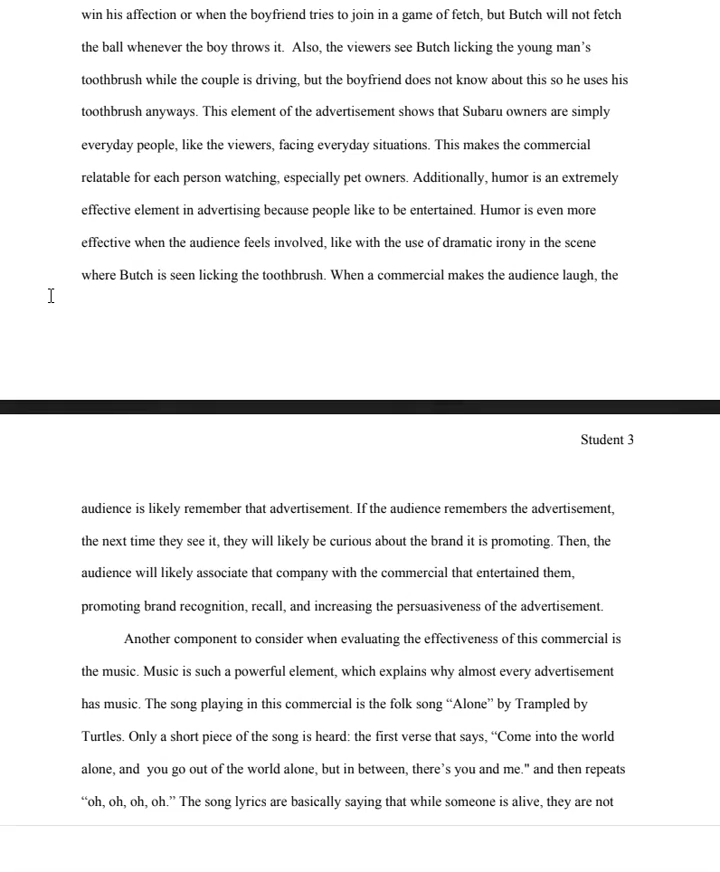 win his affection or when the boyfriend tries to join in a game of fetch, but Butch will not fetch
the ball whenever the boy throws it.  Also, the viewers see Butch licking the young man’s
toothbrush while the couple is driving, but the boyfriend does not know about this so he uses his
toothbrush anyways. This element of the advertisement shows that Subaru owners are simply
everyday people, like the viewers, facing everyday situations. This makes the commercial
relatable for each person watching, especially pet owners. Additionally, humor is an extremely
effective element in advertising because people like to be entertained. Humor is even more
effective when the audience feels involved, like with the use of dramatic irony in the scene
where Butch is seen licking the toothbrush. When a commercial makes the audience laugh, the
Student 3
audience is likely remember that advertisement. If the audience remembers the advertisement,
the next time they see it, they will likely be curious about the brand it is promoting. Then, the
audience will likely associate that company with the commercial that entertained them,
promoting brand recognition, recall, and increasing the persuasiveness of the advertisement.
Another component to consider when evaluating the effectiveness of this commercial is
the music. Music is such a powerful element, which explains why almost every advertisement
has music. The song playing in this commercial is the folk song “Alone” by Trampled by
Turtles. Only a short piece of the song is heard: the first verse that says, “Come into the world
alone, and  you go out of the world alone, but in between, there’s you and me." and then repeats
“oh, oh, oh, oh.” The song lyrics are basically saying that while someone is alive, they are not